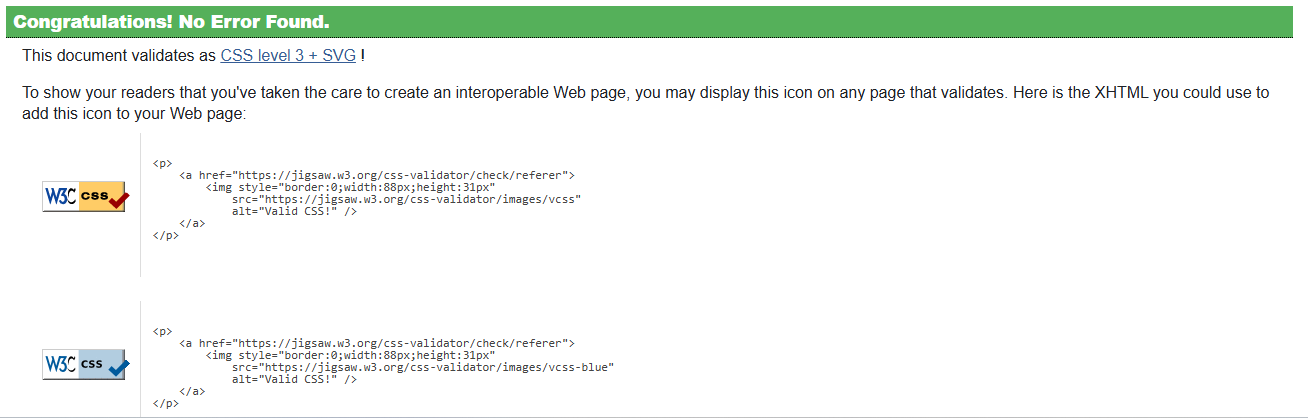 Congratulations! No Error Found.
This document validates as CSS level 3 + SVG !
To show your readers that you've taken the care to create an interoperable Web page, you may display this icon on any page that validates. Here is the XHTML you could use to
add this icon to your Web page:
<p>
<a href="https://jigsaw.w3.org/css-validator/check/referer">
<img style="border:0;width:88px;height:31px"
W3C css
src="https://jigsaw.w3.org/css-validator/images/vcss"
alt="Valid CSS!" />
</a>
</p>
<p>
<a href="https://jigsaw.w3.org/css-validator/check/referer">
<img style="border:0;width:88px;height:31px"
W3C css
src="https://jigsaw.w3.org/css-validator/images/vcss-blue"
alt="Valid CSS!" />
</a>
</p>